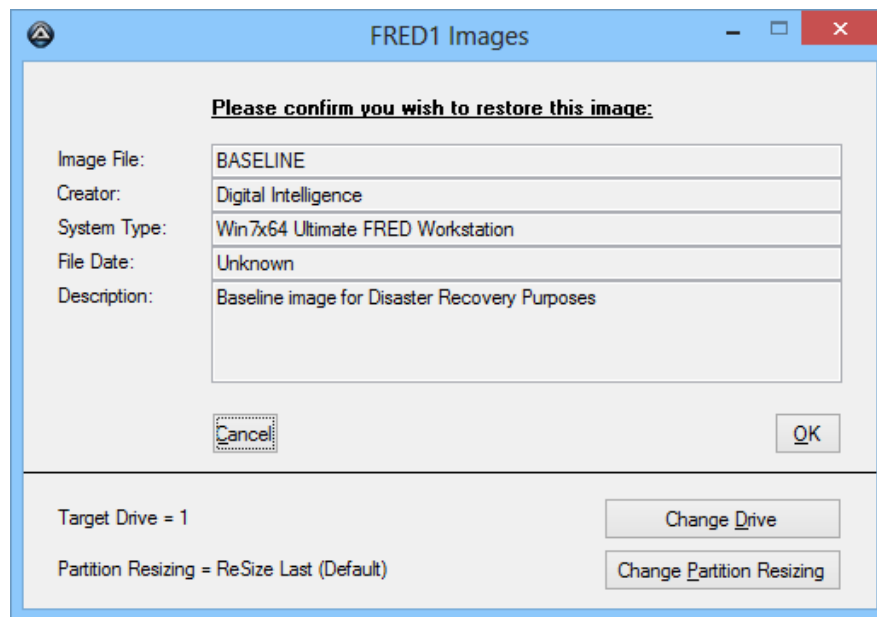 FRED1 Images
Please confirm you wish to restore this image:
Image File: BASELINE
Creator: Digital Intelligence
System Type: Win7x64 Ultimate FRED Workstation
File Date: Unknown
Description: Baseline image for Disaster Recovery Purposes
Cancel OK
Target Drive = 1 Change Drive
Partition Resizing = ReSize Last (Default) Change Partition Resizing